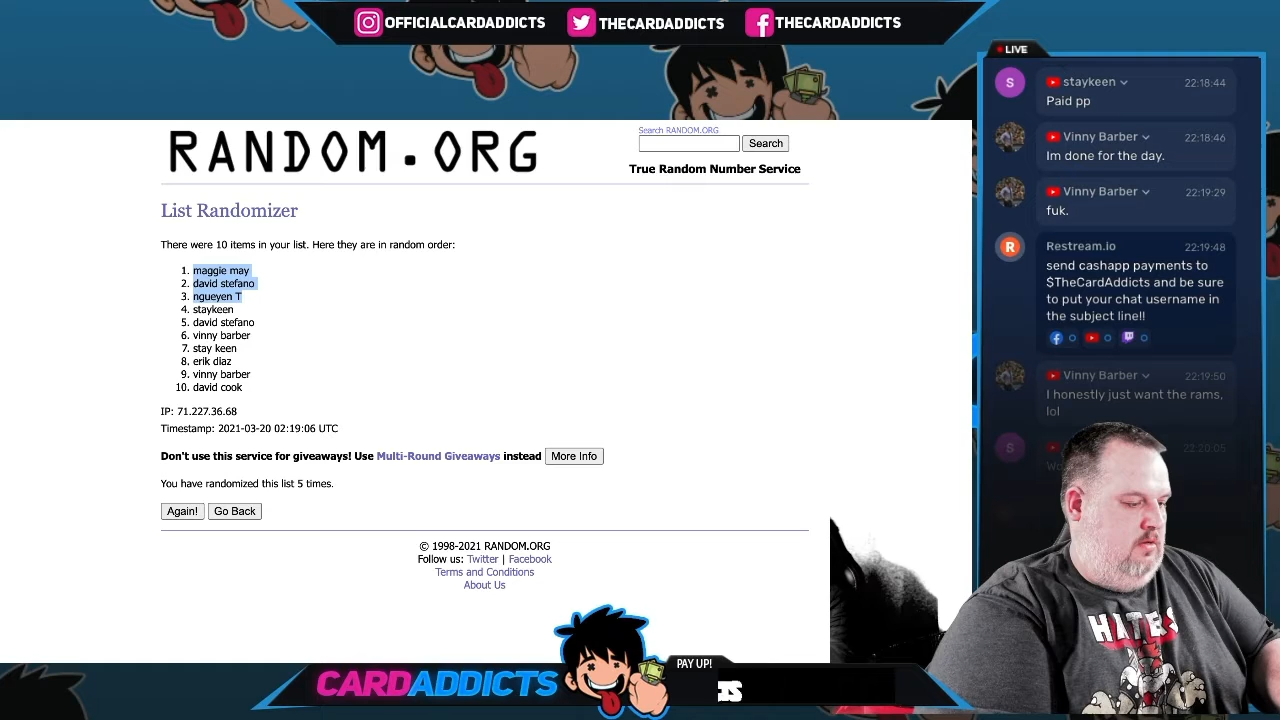 OFFICIALCARDADDICTS
THECARDADDICTS
THECARDADDICTS
LIVE
S
staykeen
22:18:44
Paid pp
Vinny Barber
22:18:46
Im done for the day.
Vinny Barber
22:19:29
fuk.
R
Restream.io
22:19:48
send cashapp payments to
$TheCardAddicts and be sure
to put your chat username in
the subject line!!
0
0
0
Vinny Barber
22:19:50
I honestly just want the rams,
lol
S
22:20:05
RANDOM.ORG
Search RANDOM.ORG
Search
True Random Number Service
List Randomizer
There were 10 items in your list. Here they are in random order:
1. maggie may
2. david stefano
3. ngueyen T
4. staykeen
5. david stefano
6. vinny barber
7. stay keen
8. erik diaz
9. vinny barber
10. david cook
IP: 71.227.36.68
Timestamp: 2021-03-20 02:19:06 UTC
Don't use this service for giveaways! Use Multi-Round Giveaways instead More Info
You have randomized this list 5 times.
Again! Go Back
© 1998-2021 RANDOM.ORG
Follow us: Twitter | Facebook
Terms and Conditions
About Us
HATERS
CARDADDICTS
PAY UP!